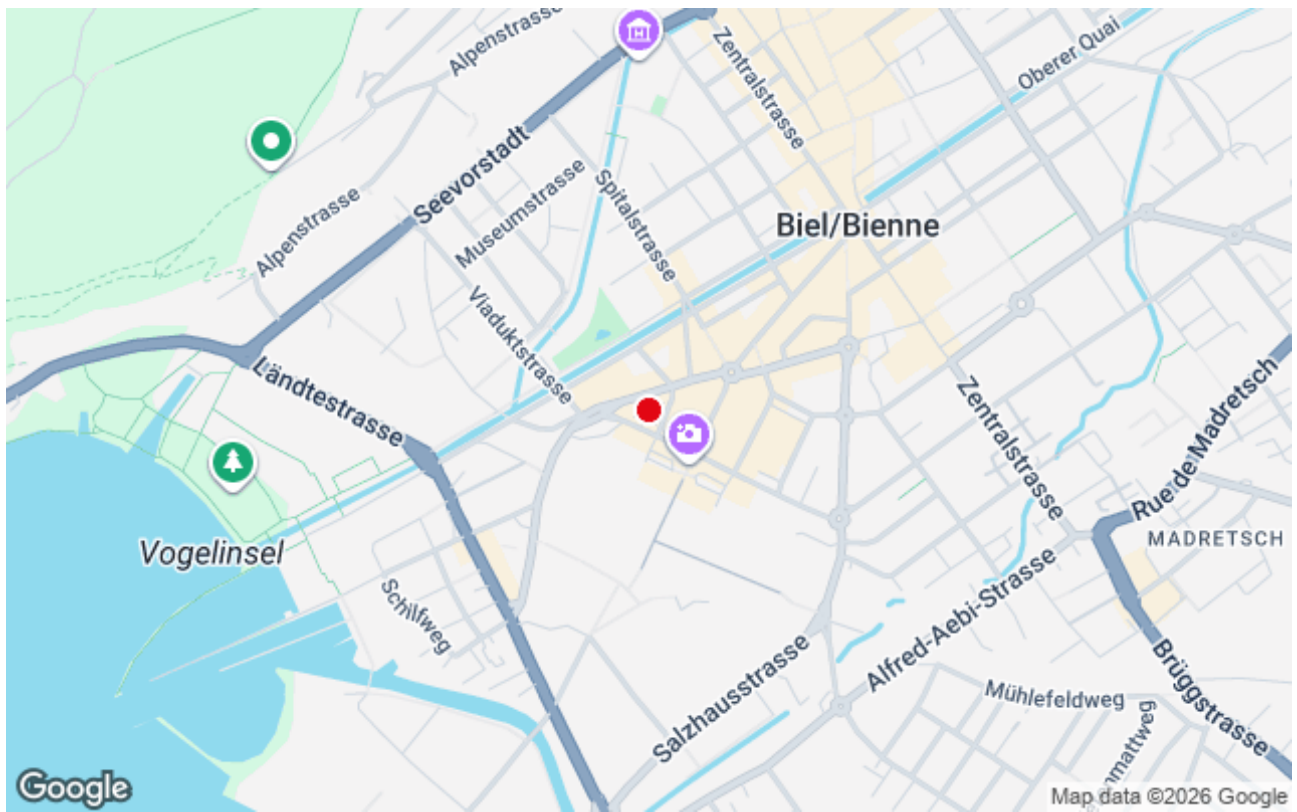 Alpenstrasse
Zentralstrasse
Oberer Quai
Seevorstadt
Museumstrasse
Spitalstrasse
Biel/Bienne
Alpenstrasse
Viaduktstrasse
Ländtestrasse
Zentralstrasse
Rue de Madretsch
Vogelinsel
MADRETSCH
Schilfweg
Alfred-Aebi-Strasse
Salzhausstrasse
Mühlefeldweg
Brüggstrasse
mmattweg
Google
Map data ©2026 Google